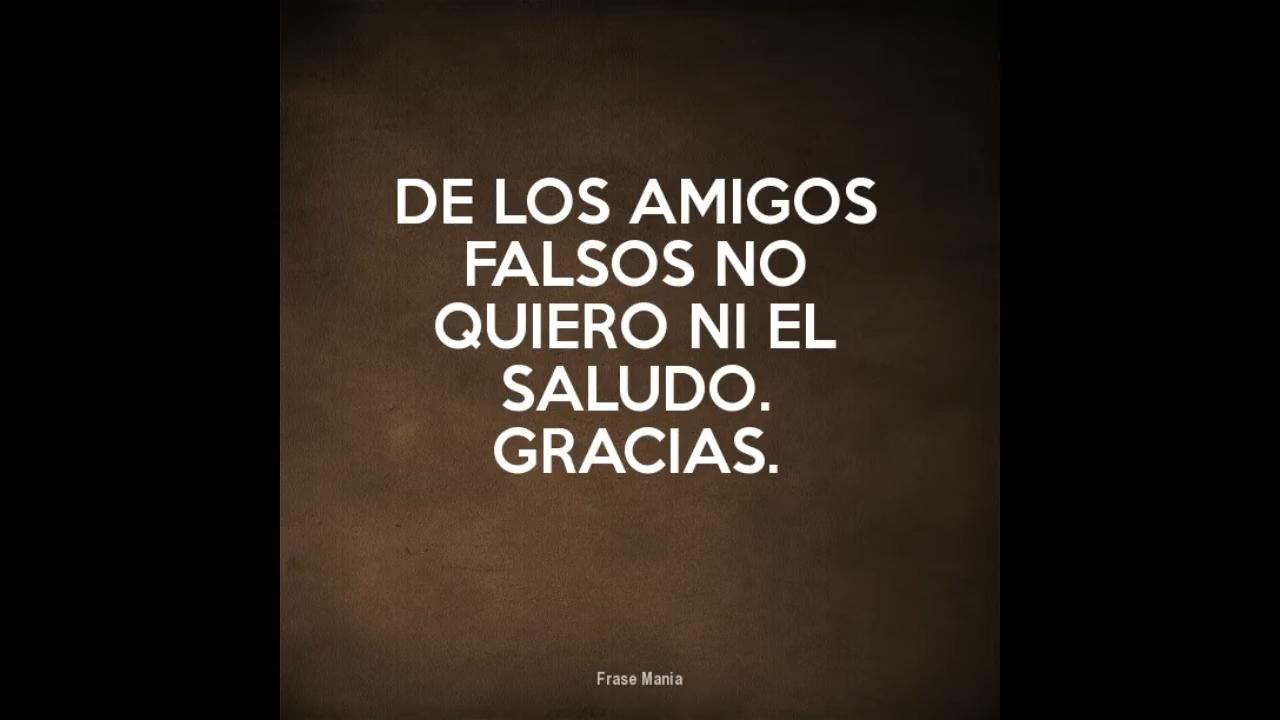 DE LOS AMIGOS
FALSOS NO
QUIERO NI EL
SALUDO.
GRACIAS.
Frase Mania